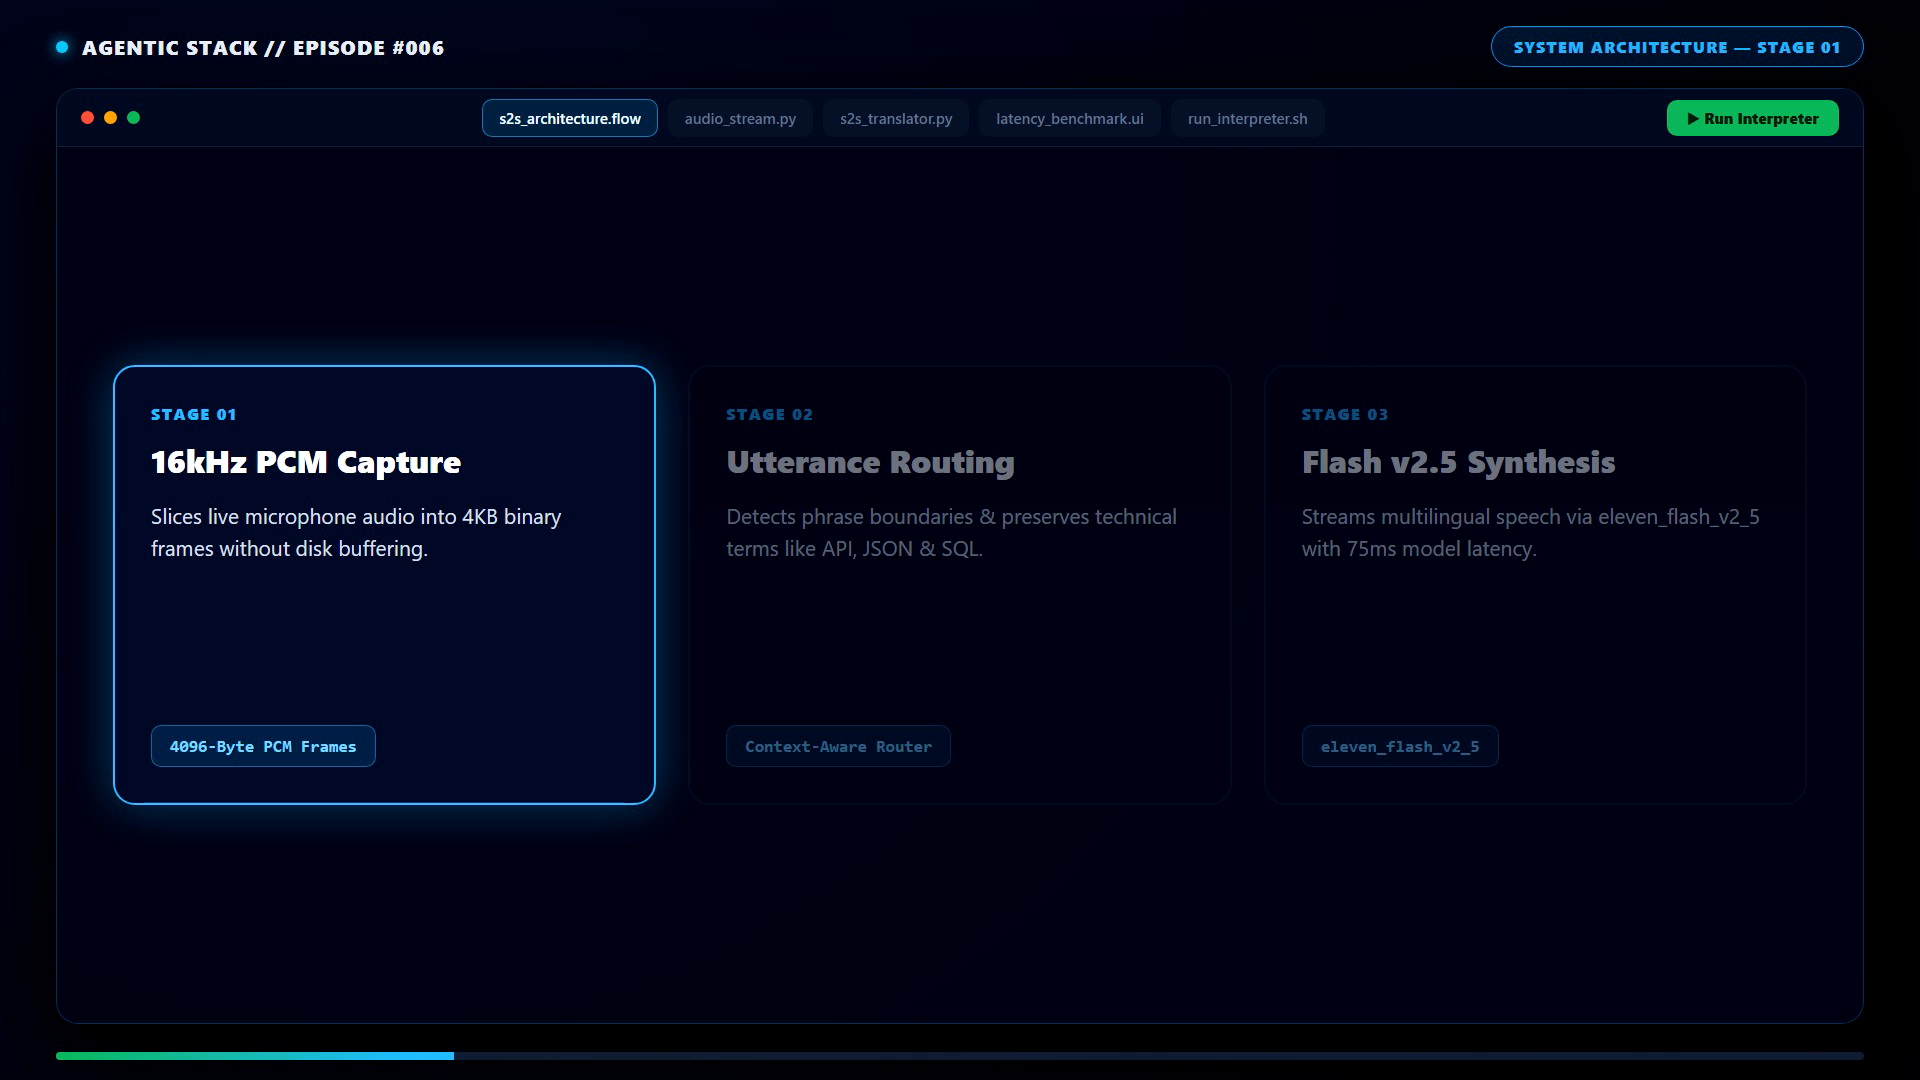 AGENTIC STACK // EPISODE #006
SYSTEM ARCHITECTURE — STAGE 01
s2s_architecture.flow
audio_stream.py
s2s_translator.py
latency_benchmark.ui
run_interpreter.sh
▶ Run Interpreter
STAGE 01
16kHz PCM Capture
Slices live microphone audio into 4KB binary
frames without disk buffering.
4096-Byte PCM Frames
STAGE 02
Utterance Routing
Detects phrase boundaries & preserves technical
terms like API, JSON & SQL.
Context-Aware Router
STAGE 03
Flash v2.5 Synthesis
Streams multilingual speech via eleven_flash_v2_5
with 75ms model latency.
eleven_flash_v2_5